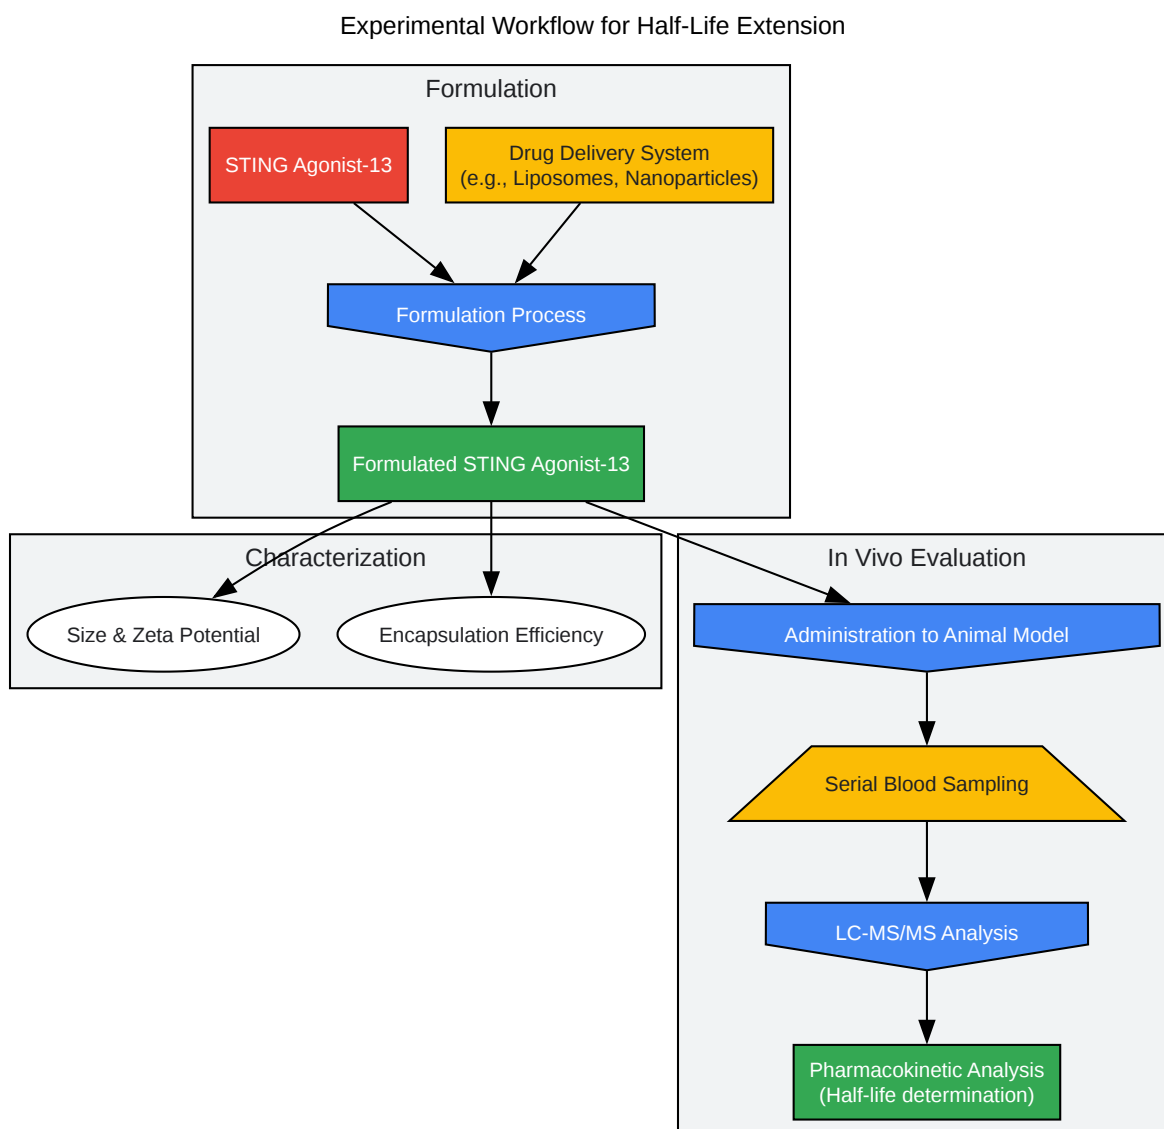 Experimental Workflow for Half-Life Extension
Formulation
STING Agonist-13
Drug Delivery System
(e.g., Liposomes, Nanoparticles)
Formulation Process
Formulated STING Agonist-13
Characterization
Size & Zeta Potential
Encapsulation Efficiency
In Vivo Evaluation
Administration to Animal Model
Serial Blood Sampling
LC-MS/MS Analysis
Pharmacokinetic Analysis
(Half-life determination)